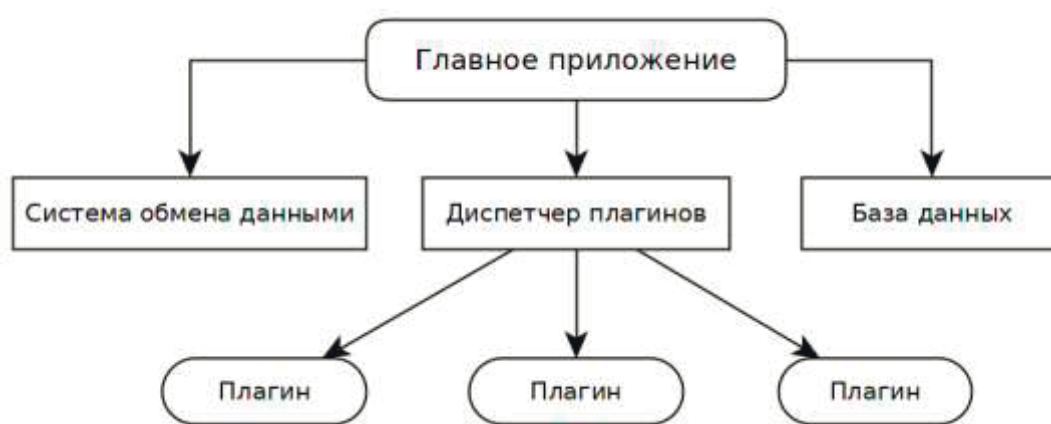 Главное приложение
Система обмена данными
Диспетчер плагинов
База данных
Плагин
Плагин
Плагин